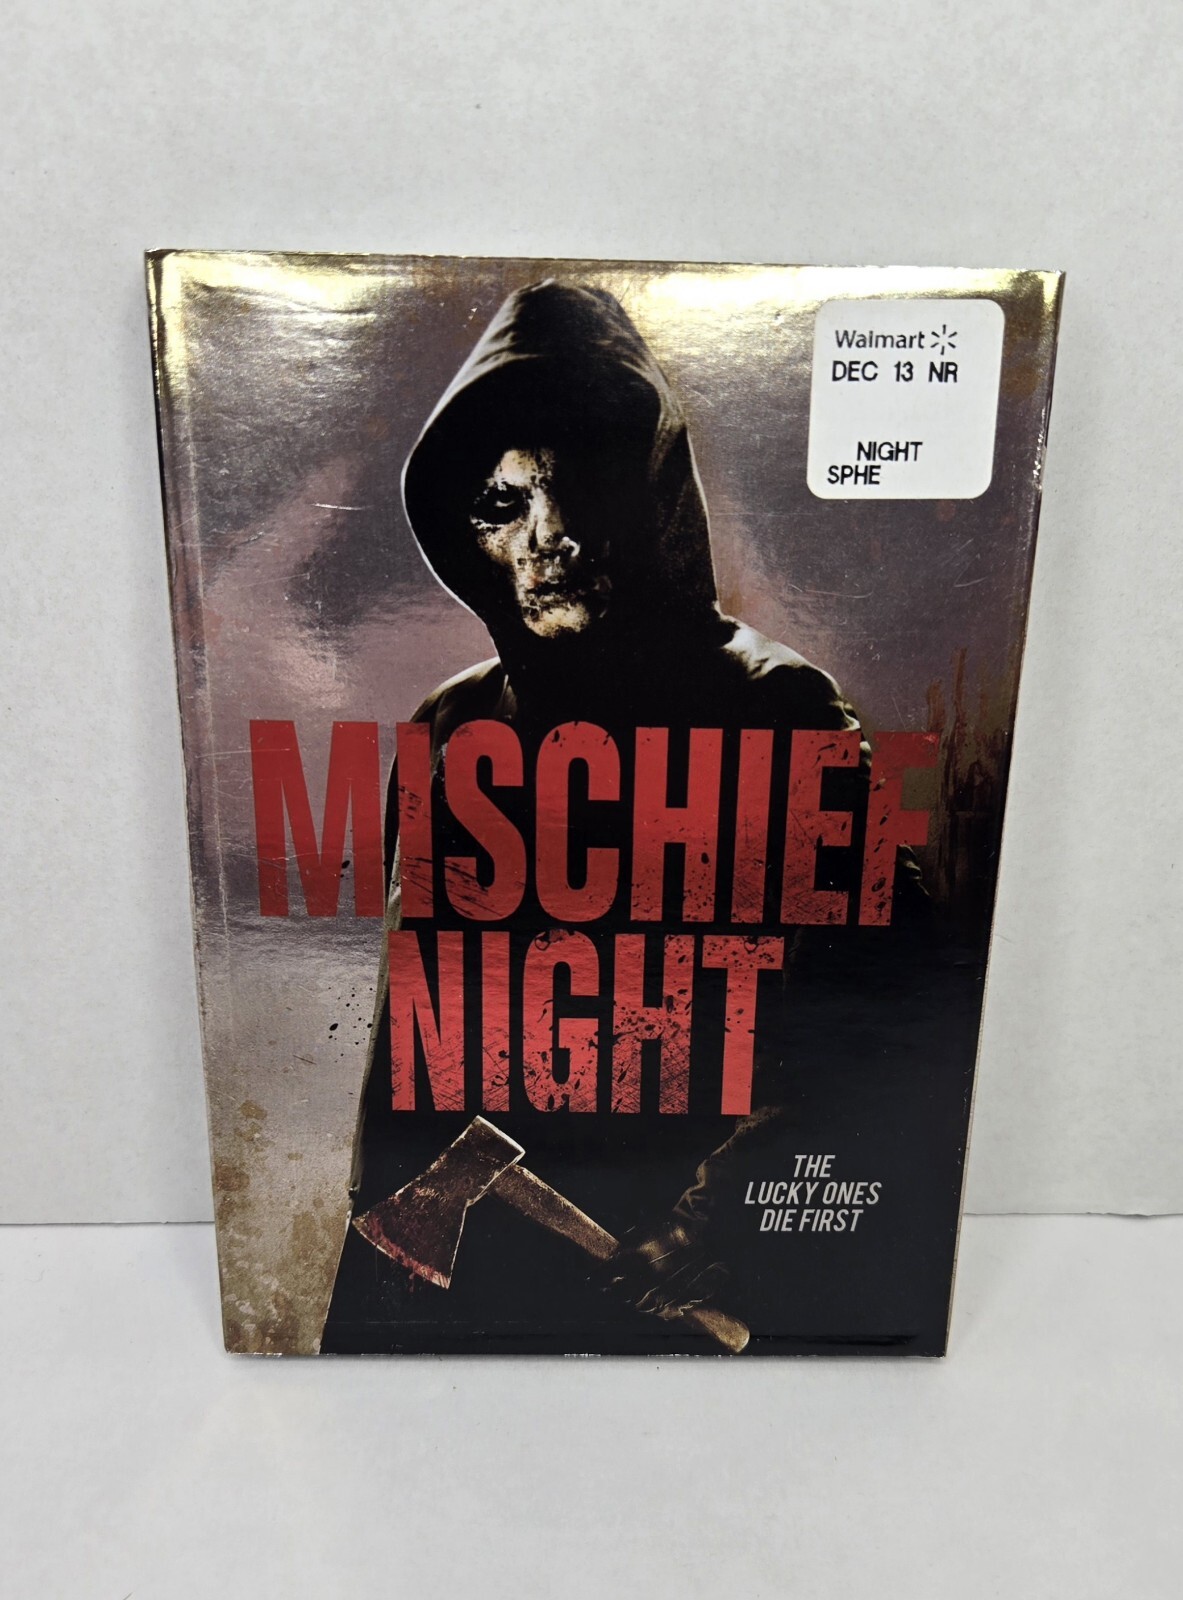 Walmart
DEC 13 NR
NIGHT
SPHE
MISCHIEF
NIGHT
THE
LUCKY ONES
DIE FIRST